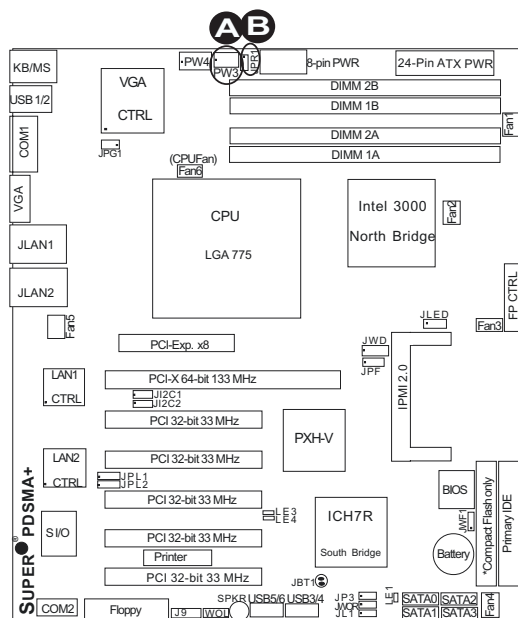 A B
KB/MS
USB 1/2
COM1
VGA
JLAN1
JLAN2
Fan5
VGA
CTRL
JPG1
PW4
PW3
JPR1
8-pin PWR
24-Pin ATX PWR
DIMM 2B
DIMM 1B
DIMM 2A
DIMM 1A
Fan1
(CPUFan)
Fan6
CPU
LGA 775
Intel 3000
North Bridge
Fan2
FP CTRL
JLED
Fan3
JWD
JPF
IPMI 2.0
PCI-Exp. x8
LAN1
CTRL
PCI-X 64-bit 133 MHz
JI2C1
JI2C2
PCI 32-bit 33 MHz
PXH-V
LAN2
CTRL
PCI 32-bit 33 MHz
JPL1
JPL2
PCI 32-bit 33 MHz
LE3
LE4
BIOS
JWF1
*Compact Flash only
Primary IDE
SUPER® PDSMA+
S I/O
PCI 32-bit 33 MHz
Printer
PCI 32-bit 33 MHz
ICH7R
South Bridge
Battery
JBT1
COM2
Floppy
J9
WOL
SPKR
USB5/6
USB3/4
JP3
JWOR
JL1
LE1
SATA0
SATA2
SATA1
SATA3
Fan4